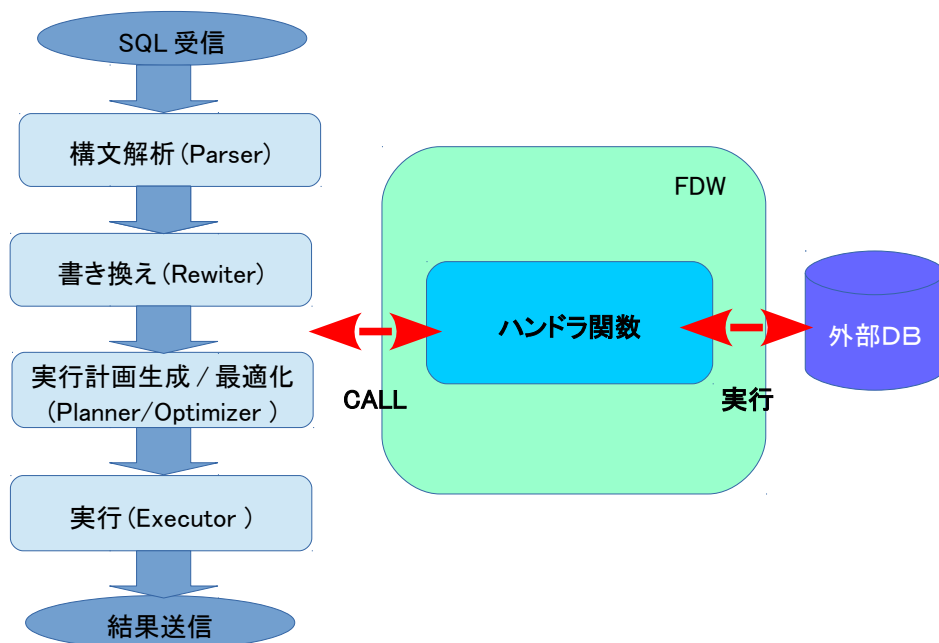 SQL 受信
構文解析 (Parser)
書き換え (Rewiter)
実行計画生成 / 最適化
(Planner/Optimizer )
実行 (Executor )
結果送信
FDW
ハンドラ関数
CALL
実行
外部DB